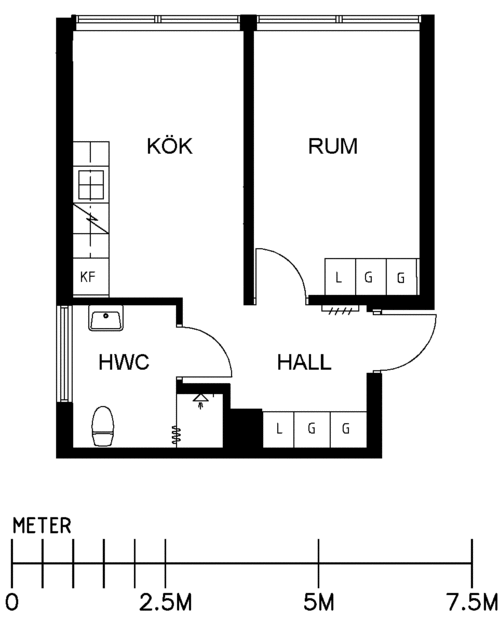 KÖK
RUM
KF
L G G
HWC
HALL
L G G
METER
0 2.5M 5M 7.5M